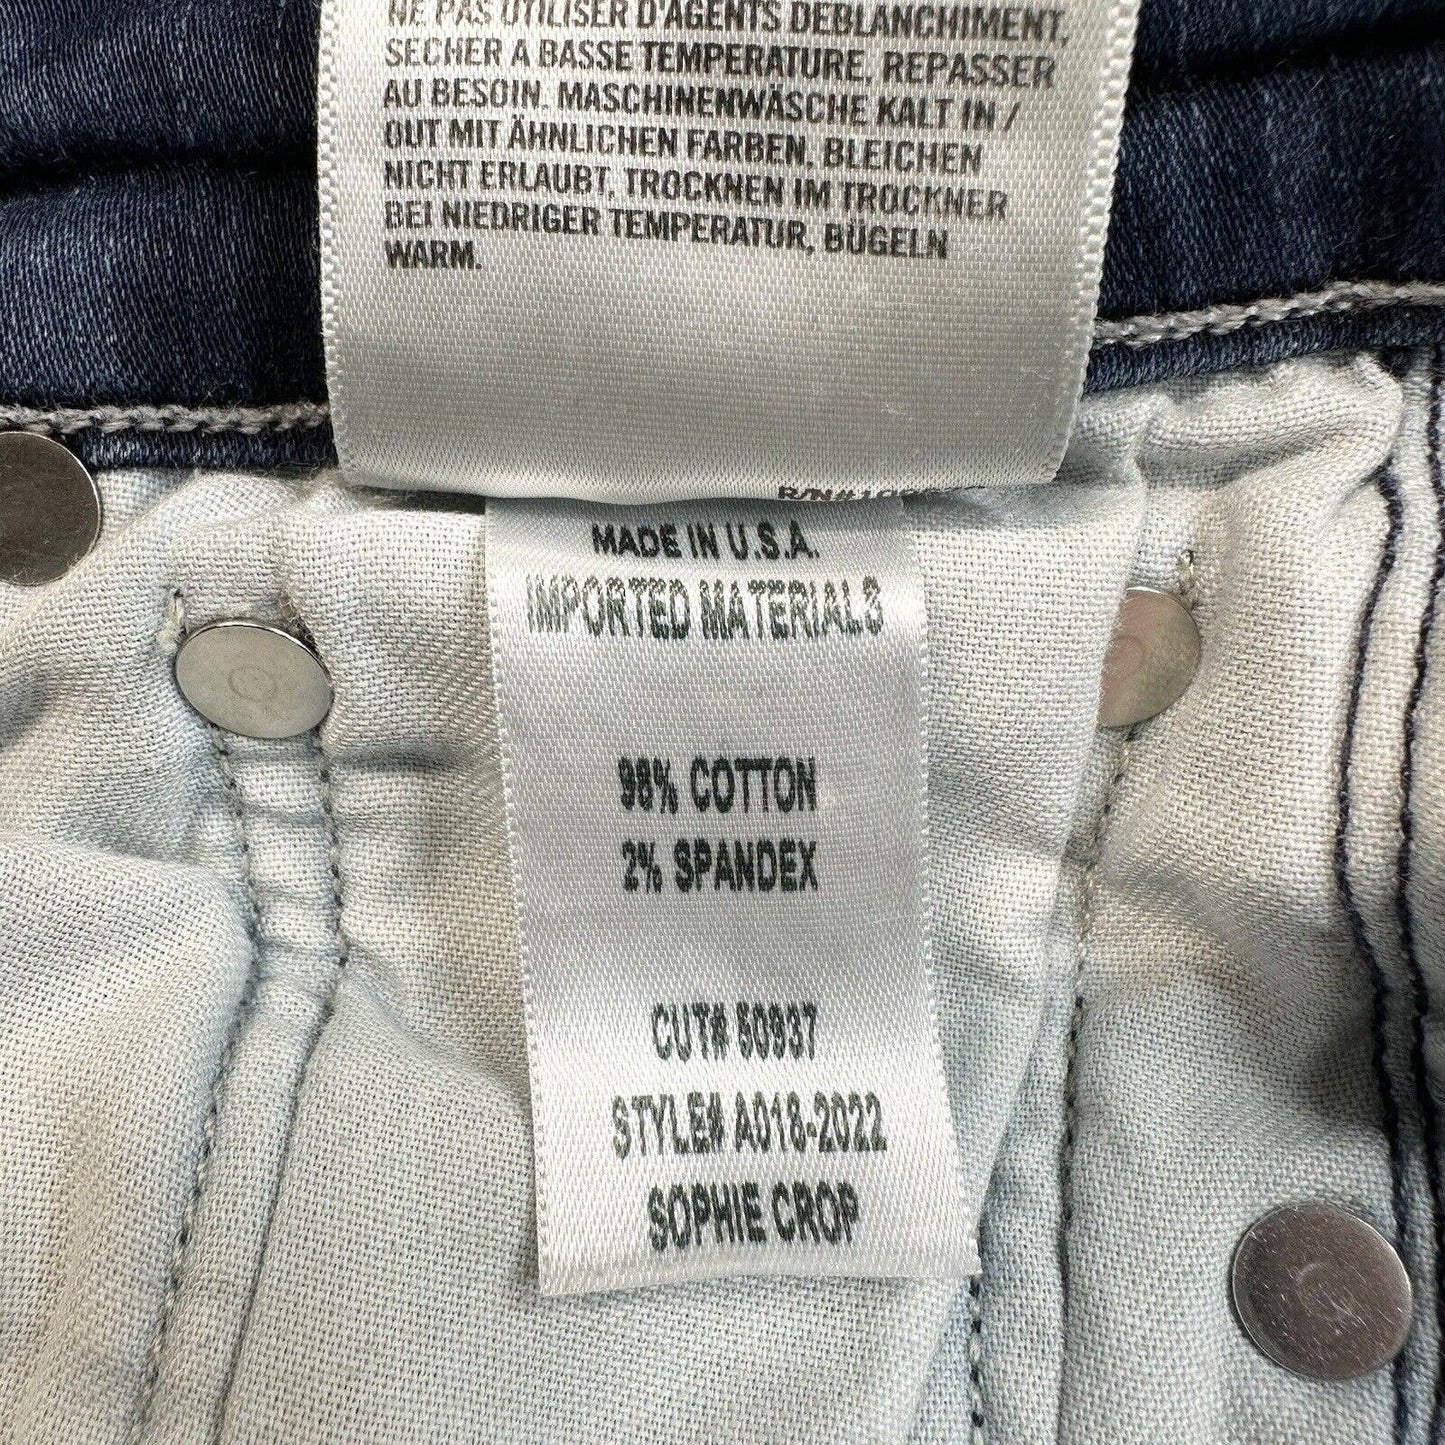 NE PAS UTILISER D'AGENTS DEBLANCHIMENT,
SECHER A BASSE TEMPERATURE, REPASSER
AU BESOIN. MASCHINENWÄSCHE KALT IN /
OUT MIT ÄHNLICHEN FARBEN, BLEICHEN
NICHT ERLAUBT, TROCKNEN IM TROCKNER
BEI NIEDRIGER TEMPERATUR, BÜGELN
WARM.
MADE IN U.S.A.
IMPORTED MATERIALS
98% COTTON
2% SPANDEX
CUT# 50937
STYLE# A018-2022
SOPHIE CROP